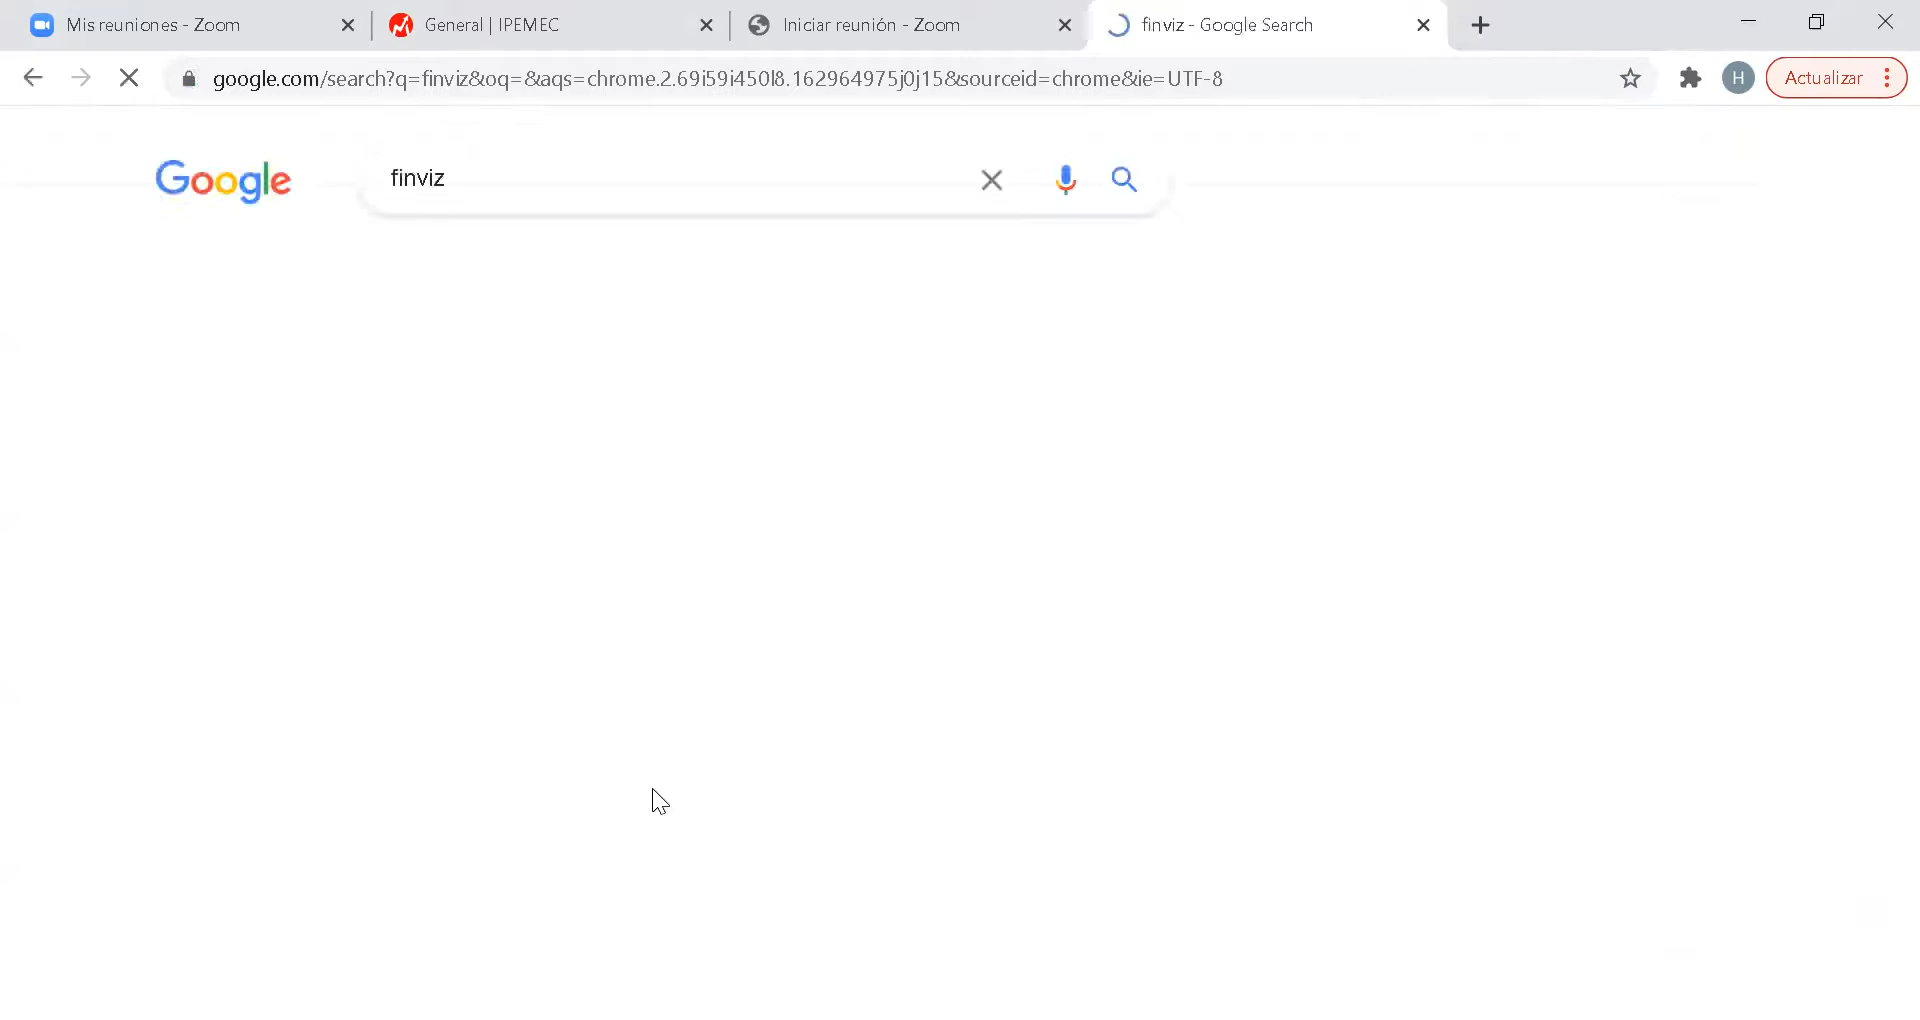 Mis reuniones - Zoom
General | IPEMEC
Iniciar reunión - Zoom
finviz - Google Search
google.com/search?q=finviz&oq=&aqs=chrome.2.69i59i450l8.162964975j0j15&sourceid=chrome&ie=UTF-8
H
Actualizar
Google
finviz